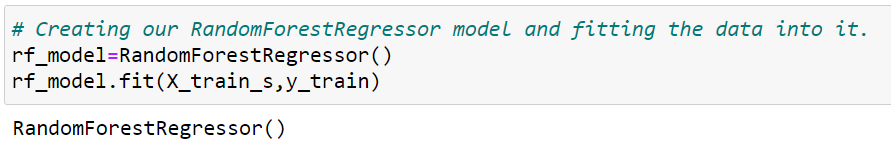 # Creating our RandomForestRegressor model and fitting the data into it.
rf_model=RandomForestRegressor()
rf_model.fit(X_train_s,y_train)
RandomForestRegressor()